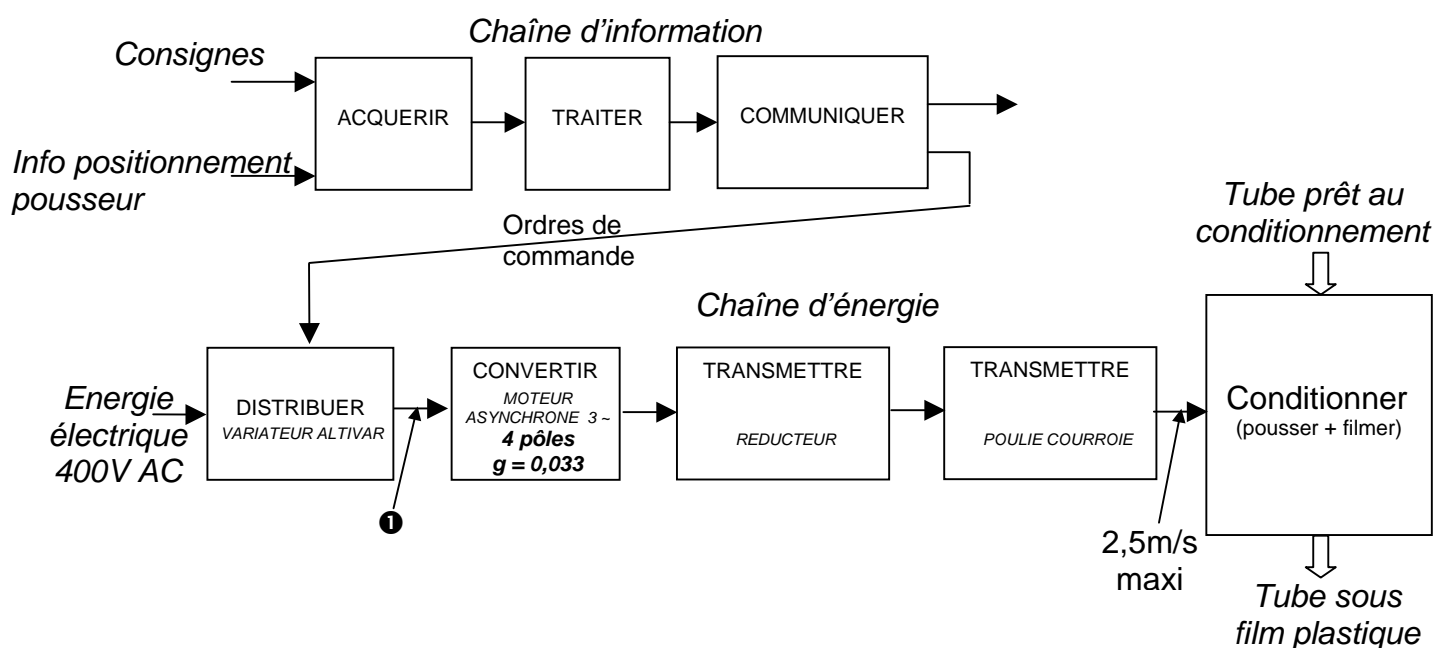 Chaîne d'information
Consignes
ACQUERIR
TRAITER
COMMUNIQUER
Info positionnement
pousseur
Ordres de
commande
Tube prêt au
conditionnement
Chaîne d'énergie
Energie
électrique
400V AC
DISTRIBUER
VARIATEUR ALTIVAR
CONVERTIR
MOTEUR
ASYNCHRONE 3 ~
4 pôles
g = 0,033
TRANSMETTRE
REDUCTEUR
TRANSMETTRE
POULIE COURROIE
Conditionner
(pousser + filmer)
❶
2,5m/s
maxi
Tube sous
film plastique